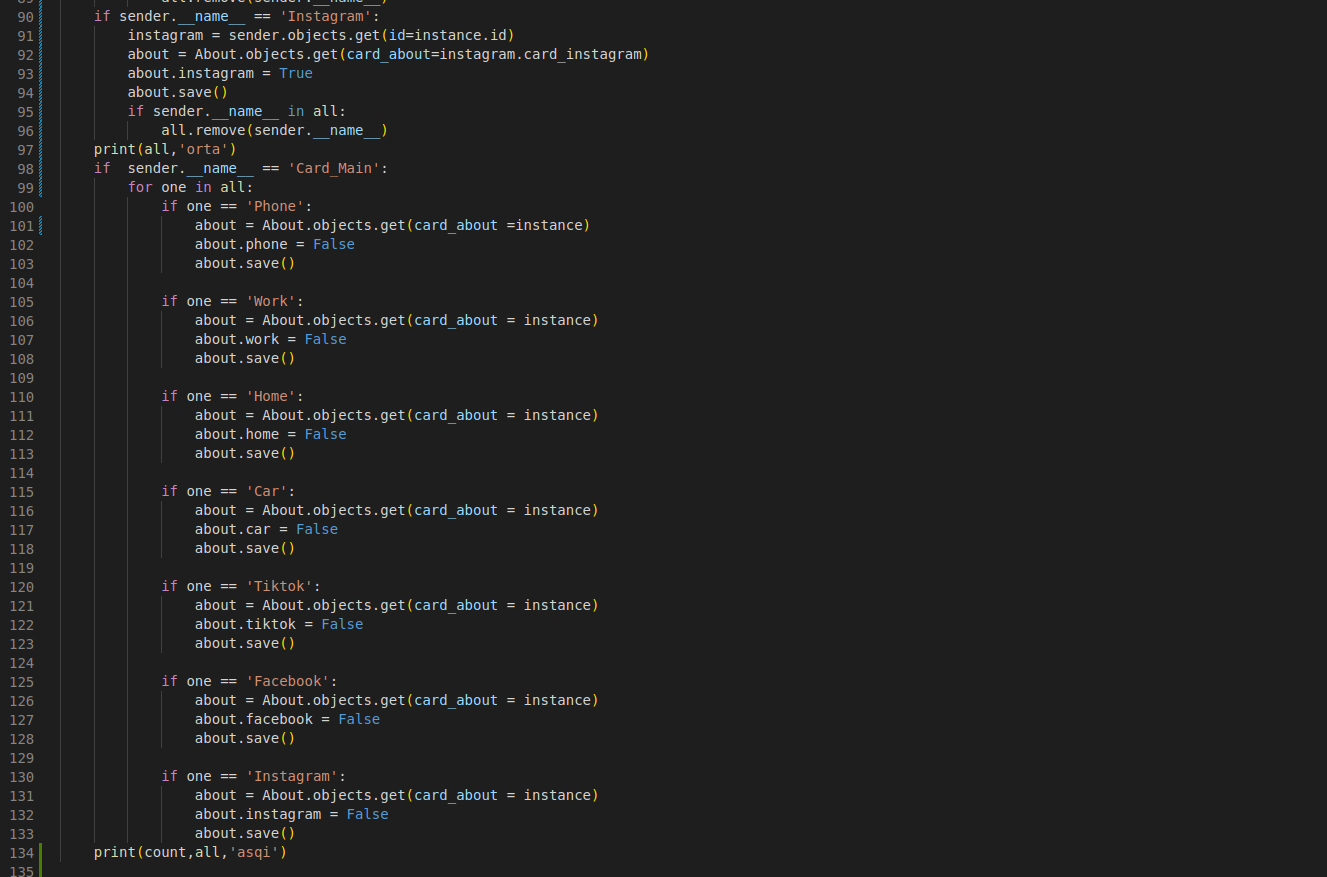 89 all.remove(sender.__name__)
90 if sender.__name__ == 'Instagram':
91 instagram = sender.objects.get(id=instance.id)
92 about = About.objects.get(card_about=instagram.card_instagram)
93 about.instagram = True
94 about.save()
95 if sender.__name__ in all:
96 all.remove(sender.__name__)
97 print(all,'orta')
98 if  sender.__name__ == 'Card_Main':
99 for one in all:
100 if one == 'Phone':
101 about = About.objects.get(card_about =instance)
102 about.phone = False
103 about.save()
104
105 if one == 'Work':
106 about = About.objects.get(card_about = instance)
107 about.work = False
108 about.save()
109
110 if one == 'Home':
111 about = About.objects.get(card_about = instance)
112 about.home = False
113 about.save()
114
115 if one == 'Car':
116 about = About.objects.get(card_about = instance)
117 about.car = False
118 about.save()
119
120 if one == 'Tiktok':
121 about = About.objects.get(card_about = instance)
122 about.tiktok = False
123 about.save()
124
125 if one == 'Facebook':
126 about = About.objects.get(card_about = instance)
127 about.facebook = False
128 about.save()
129
130 if one == 'Instagram':
131 about = About.objects.get(card_about = instance)
132 about.instagram = False
133 about.save()
134 print(count,all,'asqi')
135